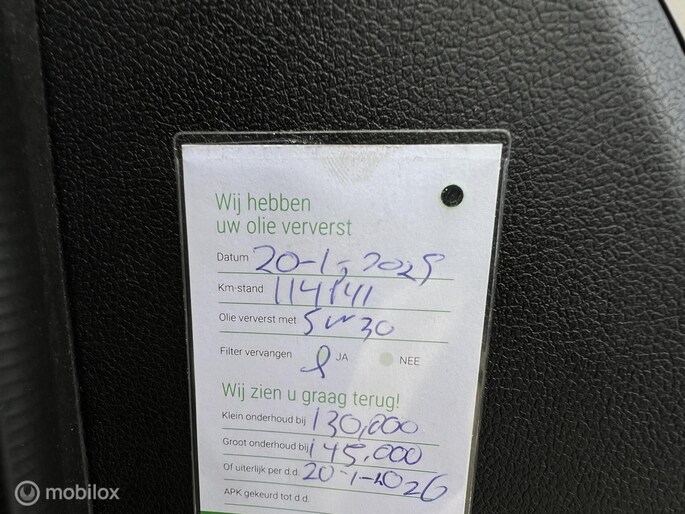 Wij hebben
uw olie ververst
Datum 20-1-2025
Km-stand 114141
Olie ververst met 5W30
Filter vervangen JA NEE
Wij zien u graag terug!
Klein onderhoud bij 130,000
Groot onderhoud bij 145.000
Of uiterlijk per d.d. 20-1-2026
APK gekeurd tot d.d.
mobilox